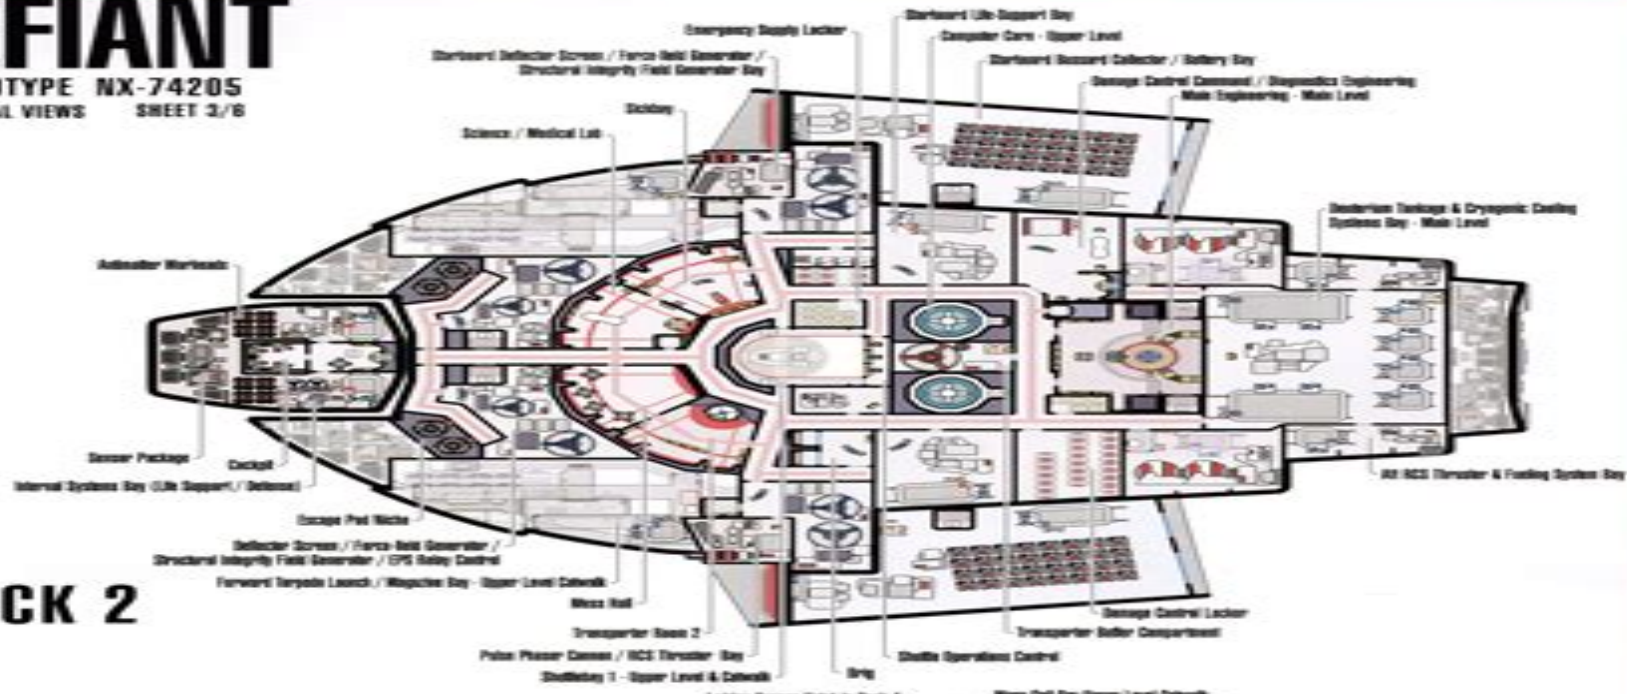 FIANT
OTYPE NX-74205
AL VIEWS SHEET 3/6
Starboard Life-Support Bay
Emergency Supply Locker
Computer Core - Upper Level
Starboard Deflector Screen / Force-Field Generator /
Structural Integrity Field Generator Bay
Starboard Bussard Collector / Battery Bay
Damage Control Command / Diagnostics Engineering
Main Engineering - Main Level
Sickbay
Science / Medical Lab
Deuterium Tankage & Cryogenic Cooling
Systems Bay - Main Level
Antimatter Warheads
Sensor Package
Cockpit
Internal Systems Bay (Life Support / Defense)
Aft RCS Thruster & Fueling System Bay
Escape Pod Niche
Deflector Screen / Force-Field Generator /
Structural Integrity Field Generator / EPS Relay Control
Forward Torpedo Launch / Magazine Bay - Upper Level Catwalk
CK 2
Mess Hall
Damage Control Locker
Transporter Room 2
Transporter Buffer Compartment
Pulse Phaser Cannon / RCS Thruster Bay
Shuttle Operations Control
Shuttlebay 1 - Upper Level & Catwalk
Brig